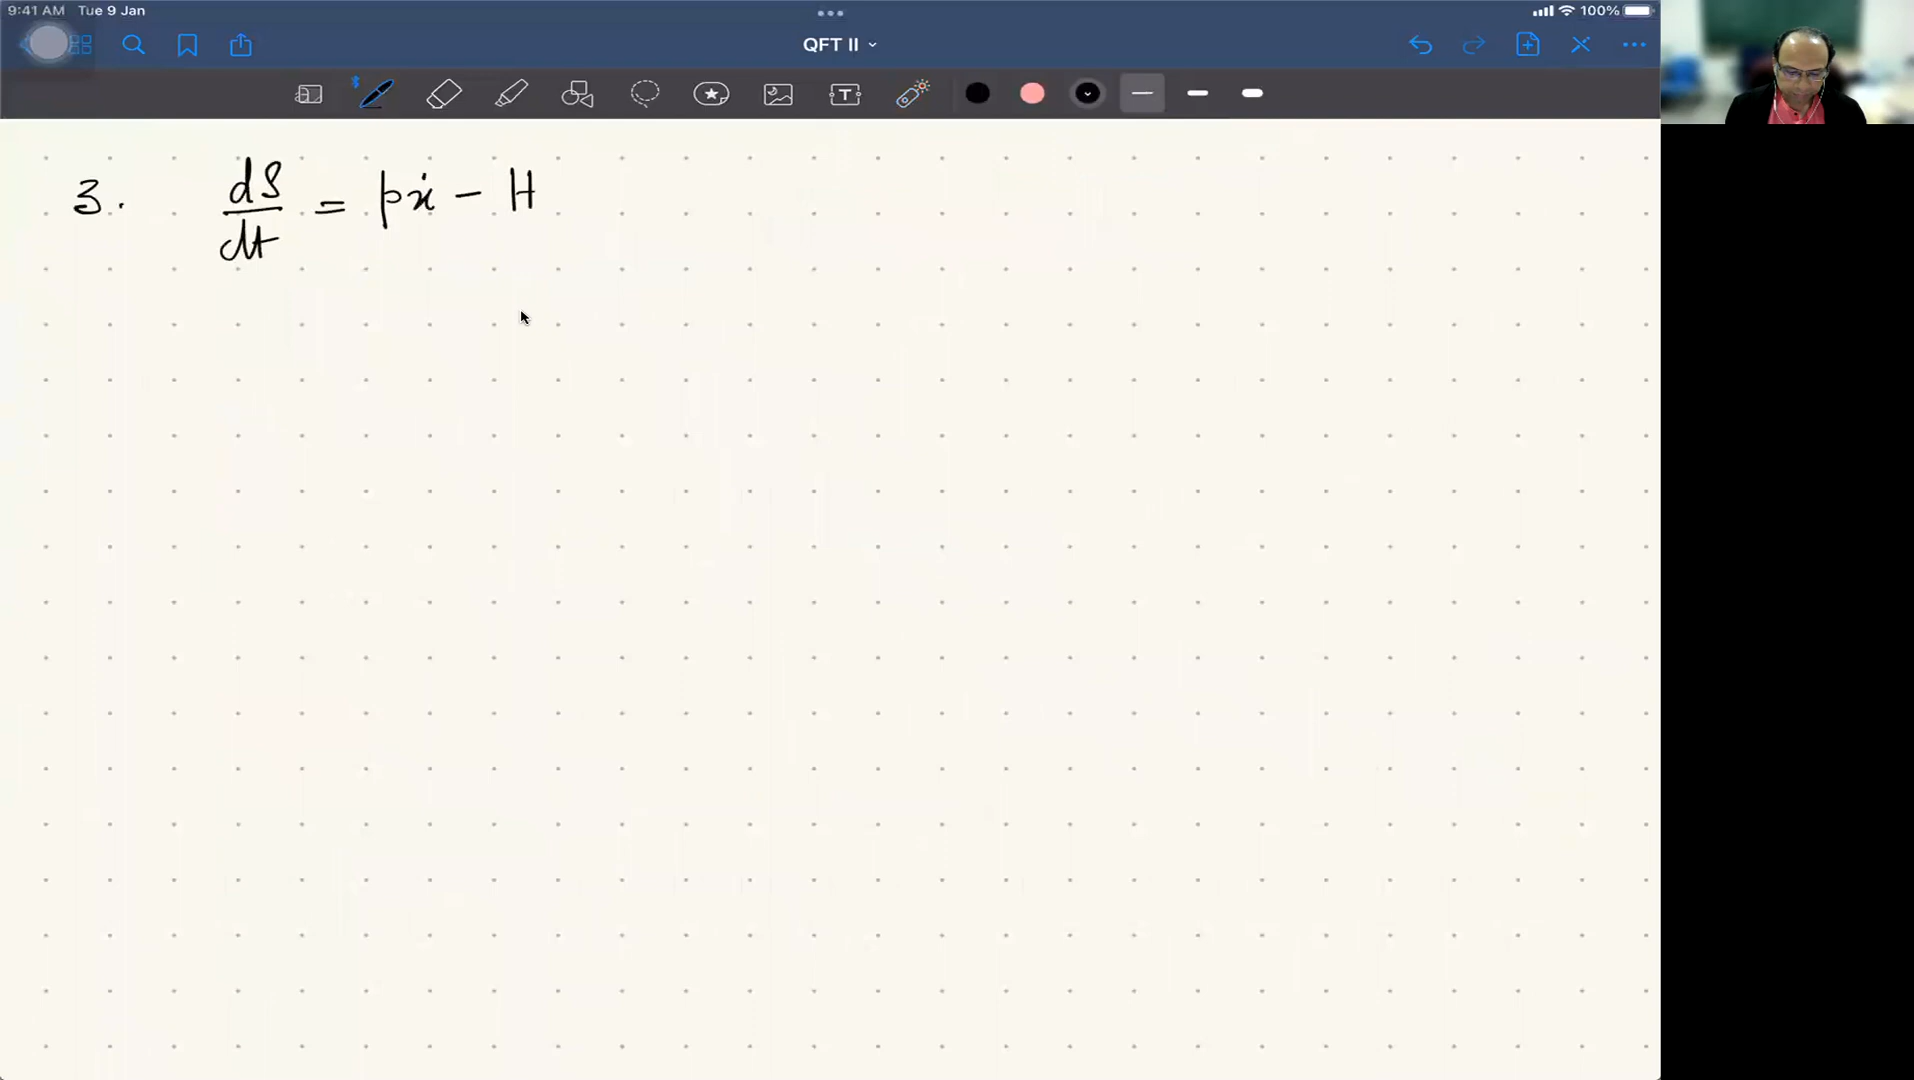 9:41 AM Tue 9 Jan
100%
QFT II
T
3. dS/dt = pẋ − H